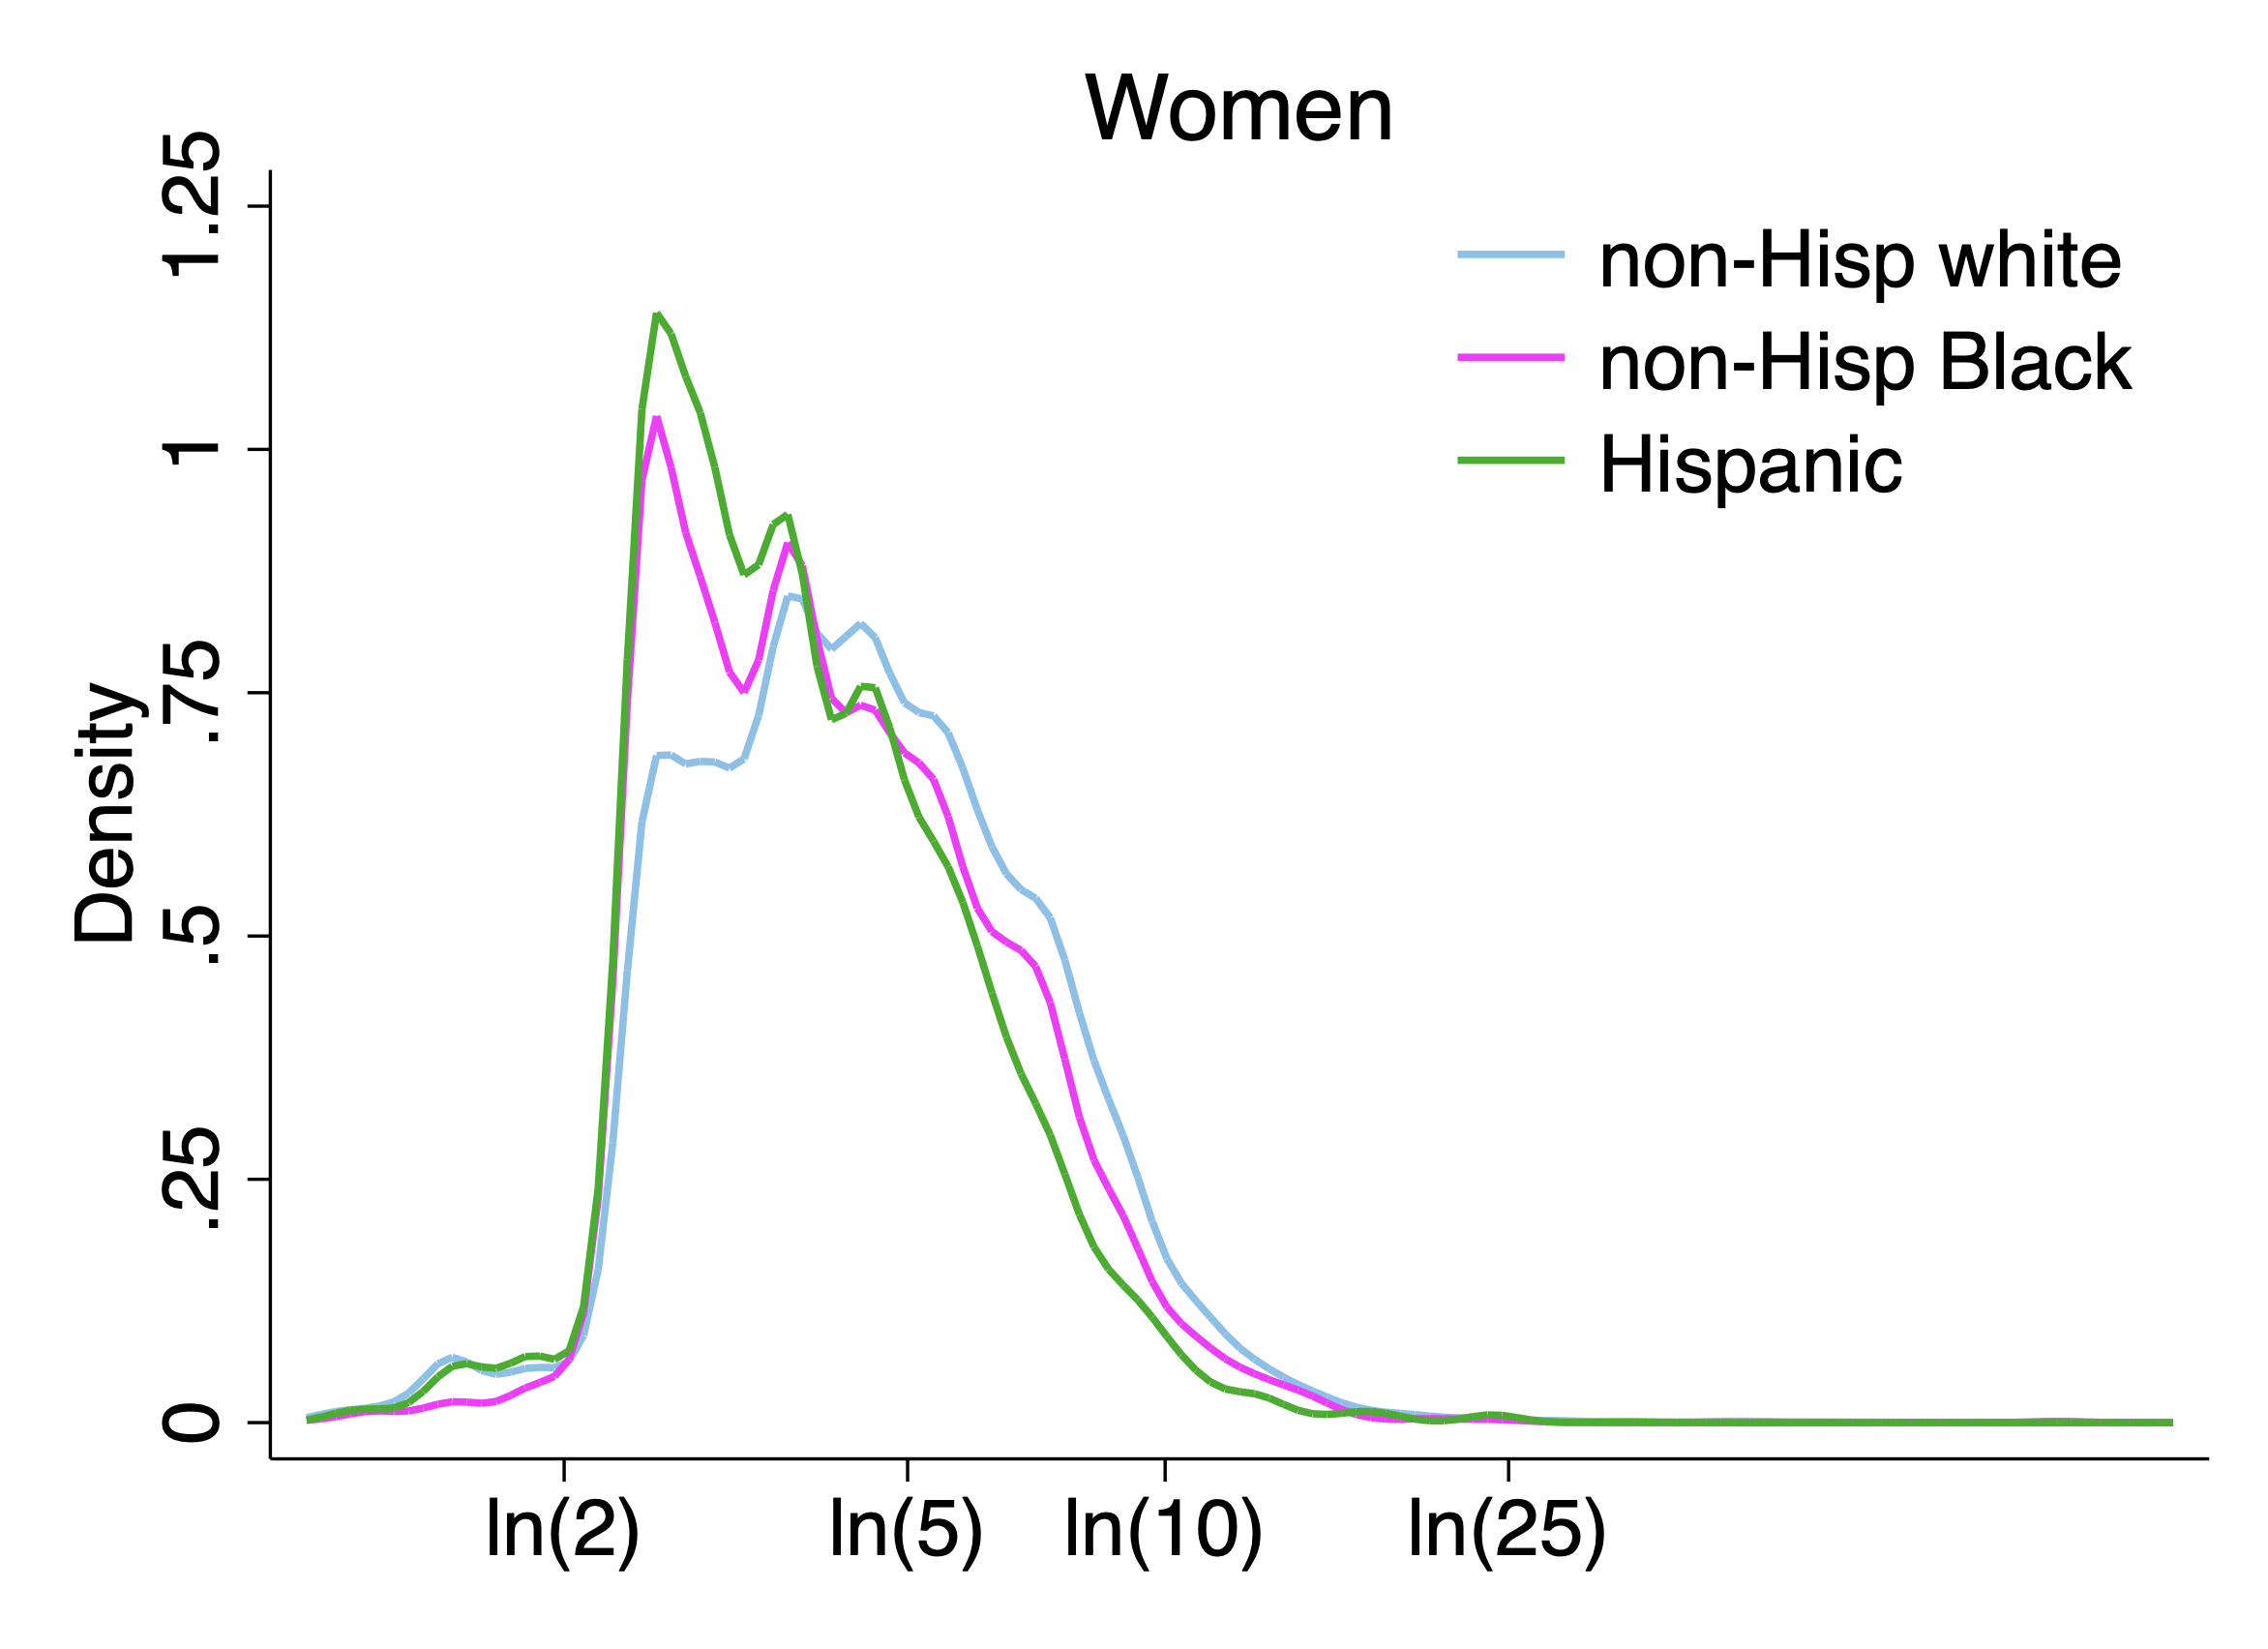 Women
non-Hisp white
non-Hisp Black
Hispanic
Density
1.25
1
.75
.5
.25
0
ln(2)
ln(5)
ln(10)
ln(25)